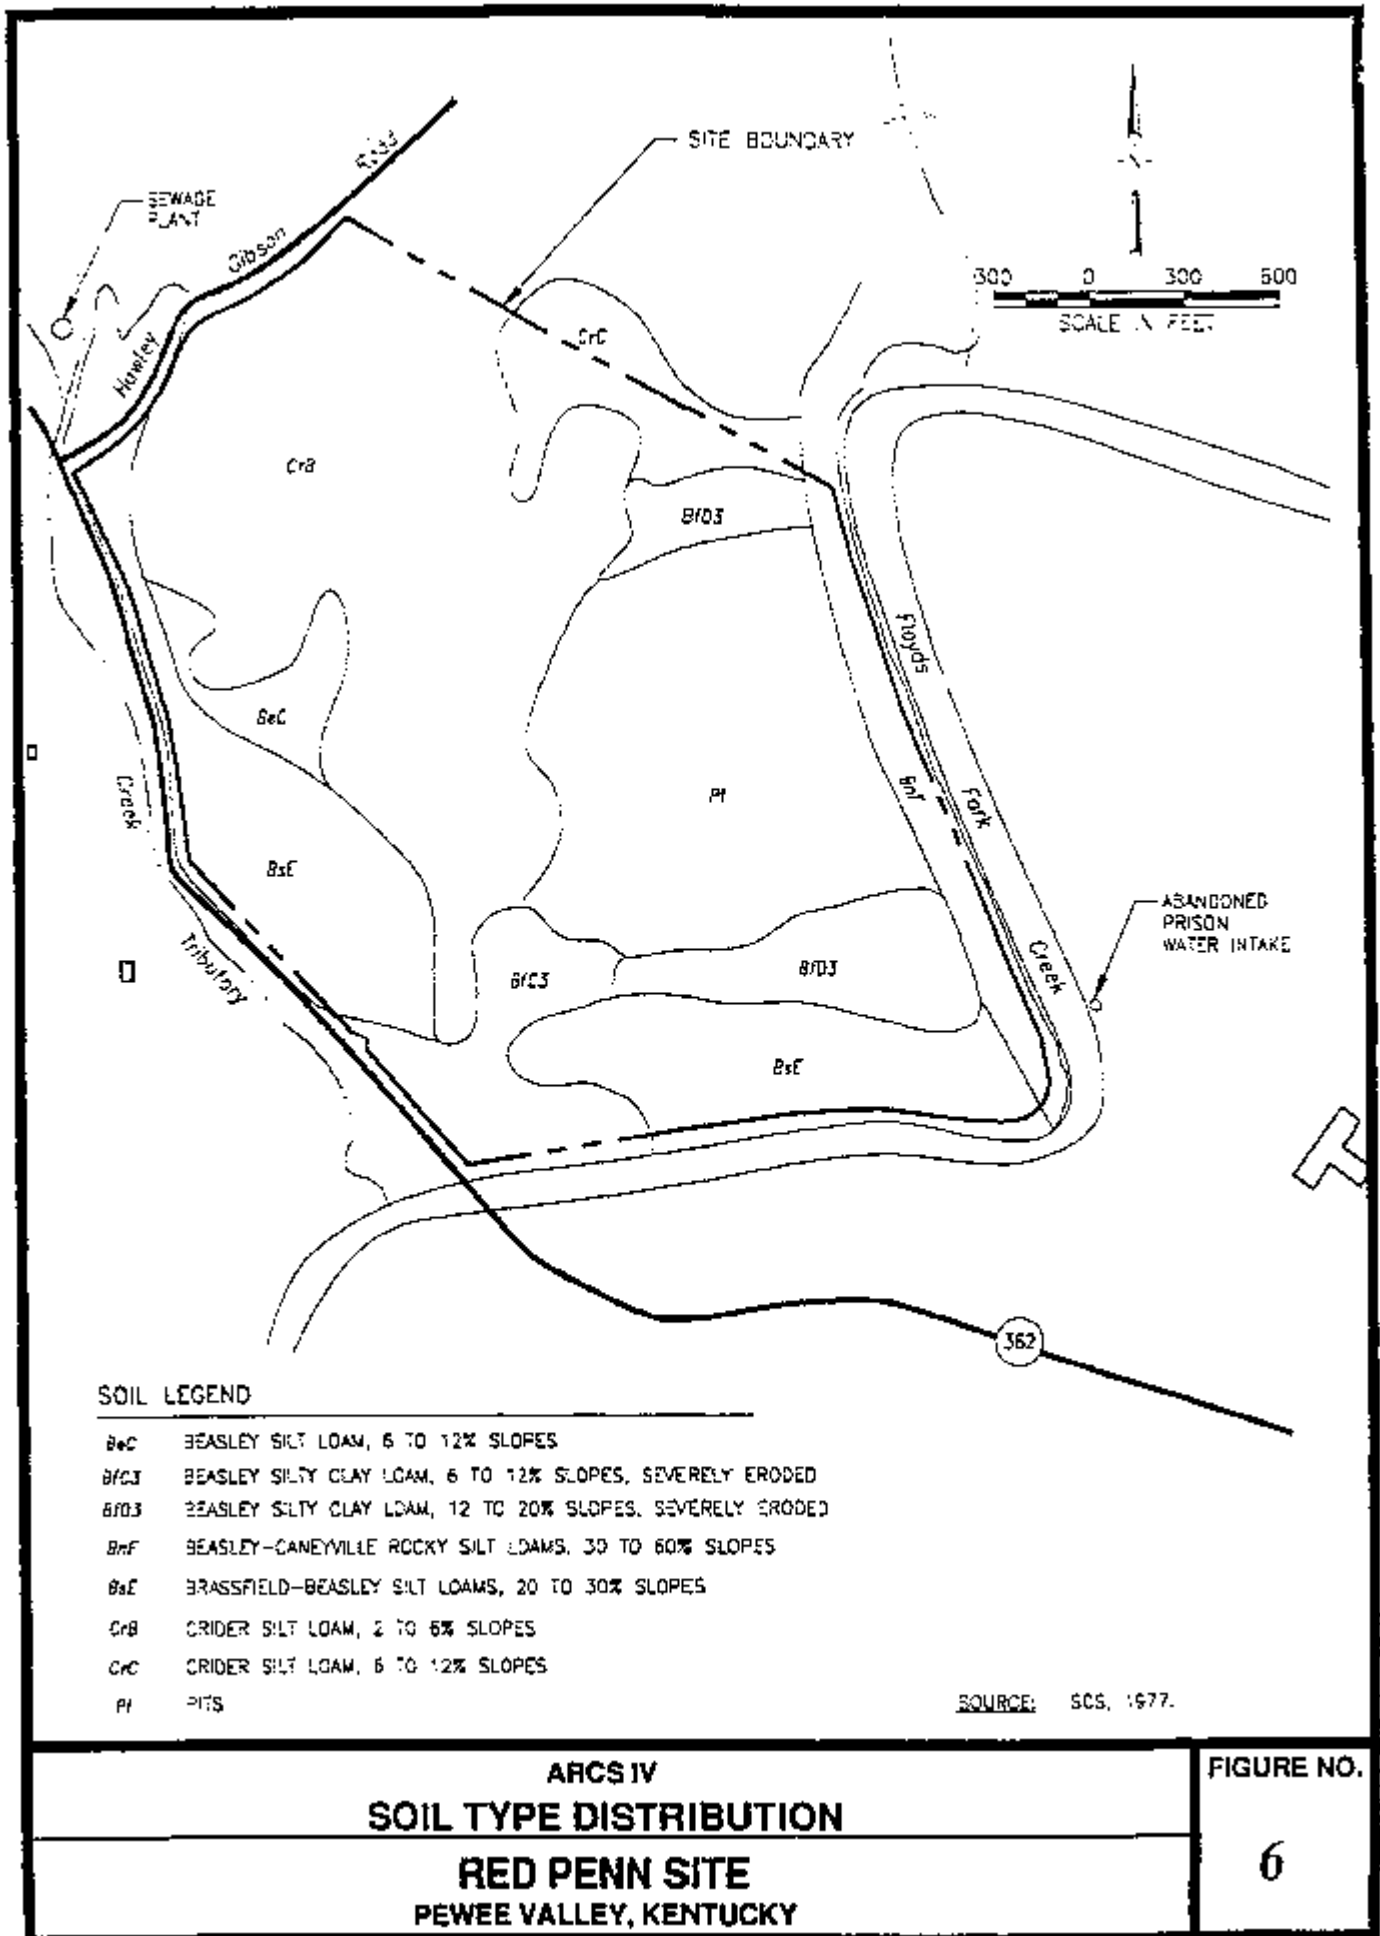 SITE BOUNDARY
SEWAGE
PLANT
Gibson
Road
Hawley
300 0 300 600
SCALE IN FEET
CrC
CrB
BfD3
Floyds
Fork
Creek
BeC
Pf
BnF
BsE
Creek
Tributary
BfC3
BfD3
BsE
ABANDONED
PRISON
WATER INTAKE
362
SOIL LEGEND
BeC BEASLEY SILT LOAM, 6 TO 12% SLOPES
BfC3 BEASLEY SILTY CLAY LOAM, 6 TO 12% SLOPES, SEVERELY ERODED
BfD3 BEASLEY SILTY CLAY LOAM, 12 TO 20% SLOPES, SEVERELY ERODED
BnF BEASLEY-CANEYVILLE ROCKY SILT LOAMS, 30 TO 60% SLOPES
BsE BRASSFIELD-BEASLEY SILT LOAMS, 20 TO 30% SLOPES
CrB CRIDER SILT LOAM, 2 TO 6% SLOPES
CrC CRIDER SILT LOAM, 6 TO 12% SLOPES
Pf PITS
SOURCE: SCS, 1977.
ARCS IV
SOIL TYPE DISTRIBUTION
RED PENN SITE
PEWEE VALLEY, KENTUCKY
FIGURE NO.
6